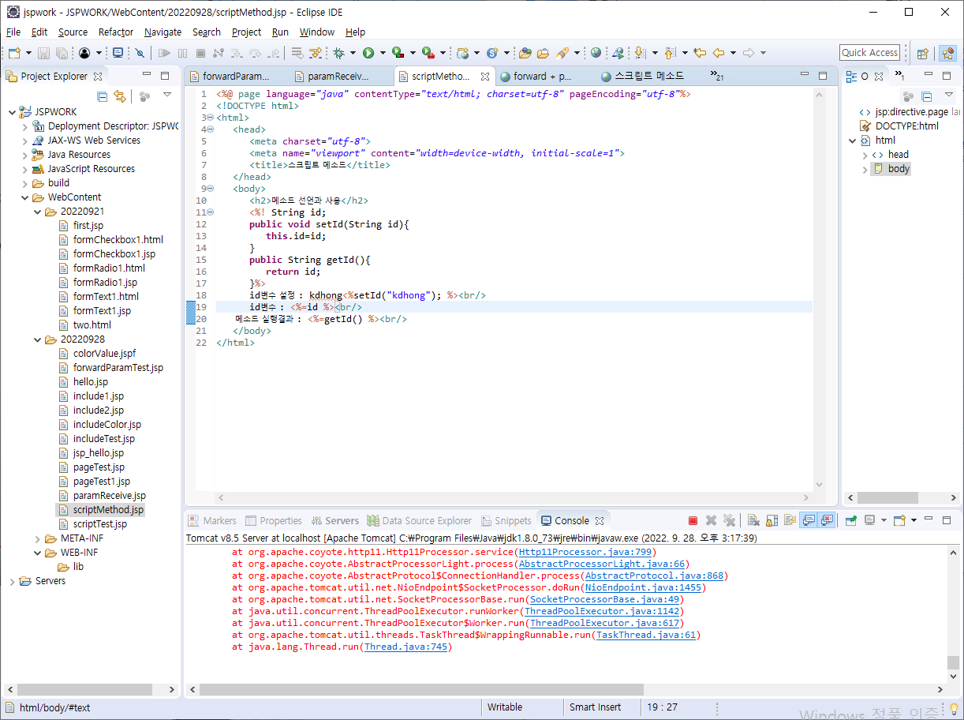 jspwork - JSPWORK/WebContent/20220928/scriptMethod.jsp - Eclipse IDE
File Edit Source Refactor Navigate Search Project Run Window Help
Quick Access
Project Explorer
JSPWORK
Deployment Descriptor: JSPWC
JAX-WS Web Services
Java Resources
JavaScript Resources
build
WebContent
20220921
first.jsp
formCheckbox1.html
formCheckbox1.jsp
formRadio1.html
formRadio1.jsp
formText1.html
formText1.jsp
two.html
20220928
colorValue.jspf
forwardParamTest.jsp
hello.jsp
include1.jsp
include2.jsp
includeColor.jsp
includeTest.jsp
jsp_hello.jsp
pageTest.jsp
pageTest1.jsp
paramReceive.jsp
scriptMethod.jsp
scriptTest.jsp
META-INF
WEB-INF
lib
Servers
forwardParam... paramReceiv... scriptMetho... forward + p... 스크립트 메소드 »21
1 <%@ page language="java" contentType="text/html; charset=utf-8" pageEncoding="utf-8"%>
2 <!DOCTYPE html>
3 <html>
4 <head>
5 <meta charset="utf-8">
6 <meta name="viewport" content="width=device-width, initial-scale=1">
7 <title>스크립트 메소드</title>
8 </head>
9 <body>
10 <h2>메소드 선언과 사용</h2>
11 <%! String id;
12 public void setId(String id){
13 this.id=id;
14 }
15 public String getId(){
16 return id;
17 }%>
18 id변수 설정 : kdhong<%setId("kdhong"); %><br/>
19 id변수 : <%=id %><br/>
20 메소드 실행결과 : <%=getId() %><br/>
21 </body>
22 </html>
O »1
jsp:directive.page lan
DOCTYPE:html
html
head
body
Markers Properties Servers Data Source Explorer Snippets Console
Tomcat v8.5 Server at localhost [Apache Tomcat] C:₩Program Files₩Java₩jdk1.8.0_73₩jre₩bin₩javaw.exe (2022. 9. 28. 오후 3:17:39)
at org.apache.coyote.http11.Http11Processor.service(Http11Processor.java:799)
at org.apache.coyote.AbstractProcessorLight.process(AbstractProcessorLight.java:66)
at org.apache.coyote.AbstractProtocol$ConnectionHandler.process(AbstractProtocol.java:868)
at org.apache.tomcat.util.net.NioEndpoint$SocketProcessor.doRun(NioEndpoint.java:1455)
at org.apache.tomcat.util.net.SocketProcessorBase.run(SocketProcessorBase.java:49)
at java.util.concurrent.ThreadPoolExecutor.runWorker(ThreadPoolExecutor.java:1142)
at java.util.concurrent.ThreadPoolExecutor$Worker.run(ThreadPoolExecutor.java:617)
at org.apache.tomcat.util.threads.TaskThread$WrappingRunnable.run(TaskThread.java:61)
at java.lang.Thread.run(Thread.java:745)
html/body/#text Writable Smart Insert 19 : 27
Windows 정품 인증